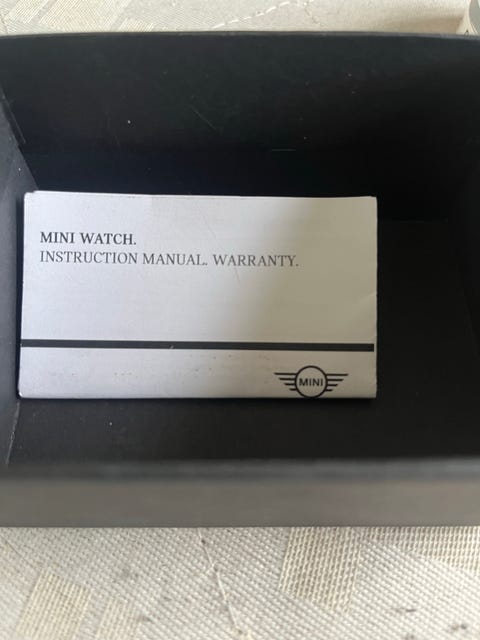 MINI WATCH.
INSTRUCTION MANUAL. WARRANTY.
MINI